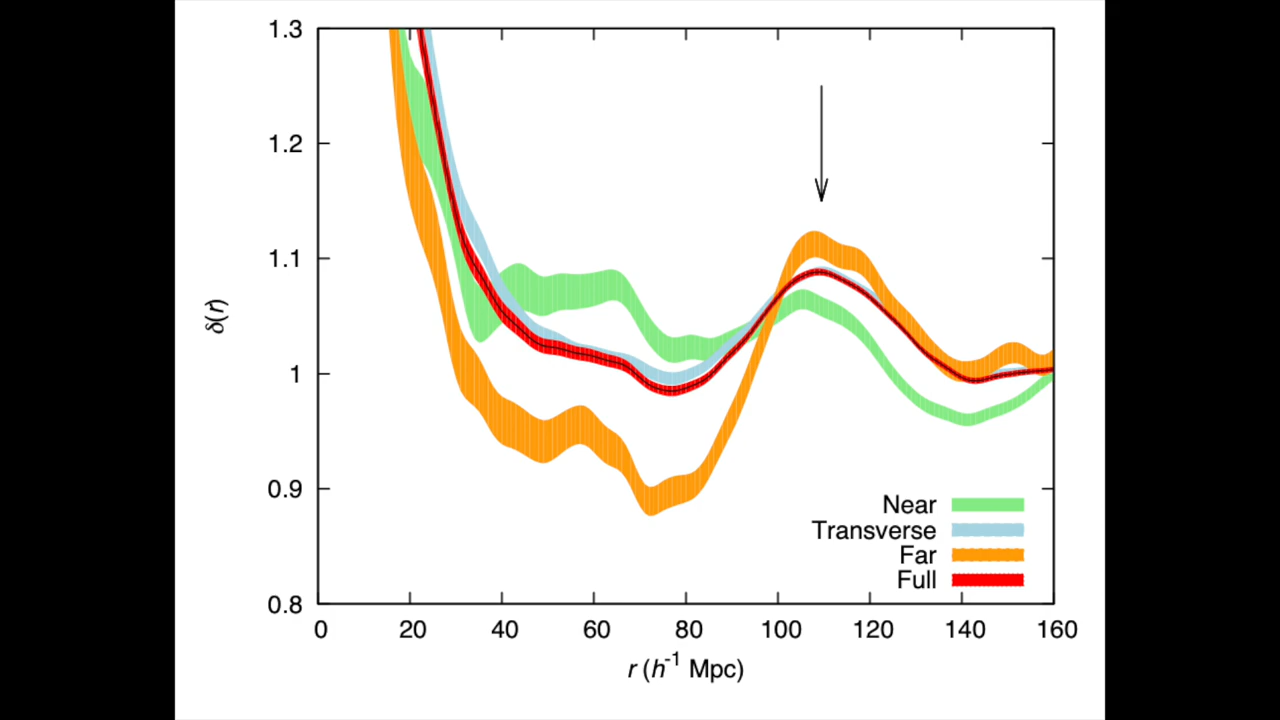 1.3
1.2
1.1
1
0.9
0.8
δ(r)
Near
Transverse
Far
Full
0 20 40 60 80 100 120 140 160
r (h⁻¹ Mpc)